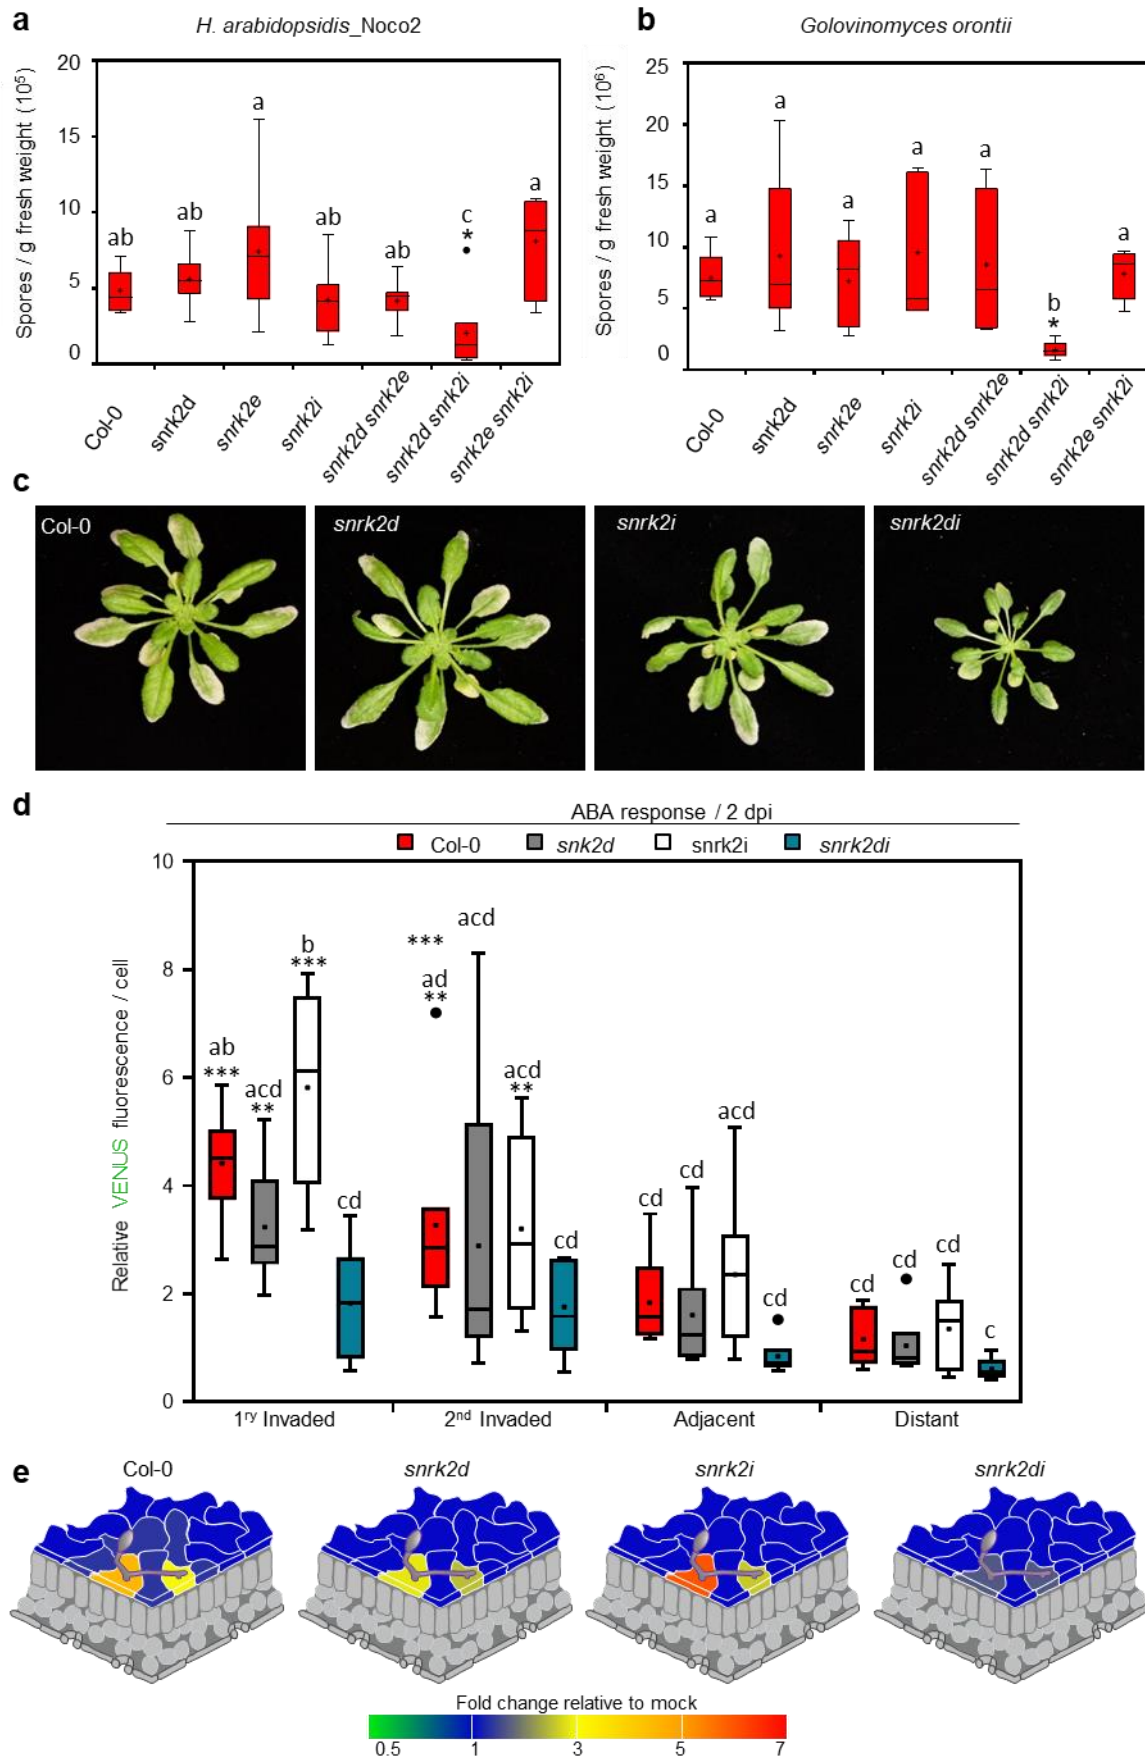 a
H. arabidopsidis_Noco2
Spores / g fresh weight (10⁵)
20
15
10
5
0
ab
ab
a
ab
ab
c
*
a
Col-0
snrk2d
snrk2e
snrk2i
snrk2d snrk2e
snrk2d snrk2i
snrk2e snrk2i
b
Golovinomyces orontii
Spores / g fresh weight (10⁶)
25
20
15
10
5
0
a
a
a
a
a
b
*
a
Col-0
snrk2d
snrk2e
snrk2i
snrk2d snrk2e
snrk2d snrk2i
snrk2e snrk2i
c
Col-0
snrk2d
snrk2i
snrk2di
d
ABA response / 2 dpi
Col-0 snk2d snrk2i snrk2di
Relative VENUS fluorescence / cell
10
8
6
4
2
0
ab
***
acd
**
b
***
cd
***
ad
**
acd
acd
**
cd
cd
cd
acd
cd
cd
cd
cd
c
1ʳʸ Invaded
2ⁿᵈ Invaded
Adjacent
Distant
e
Col-0
snrk2d
snrk2i
snrk2di
Fold change relative to mock
0.5 1 3 5 7